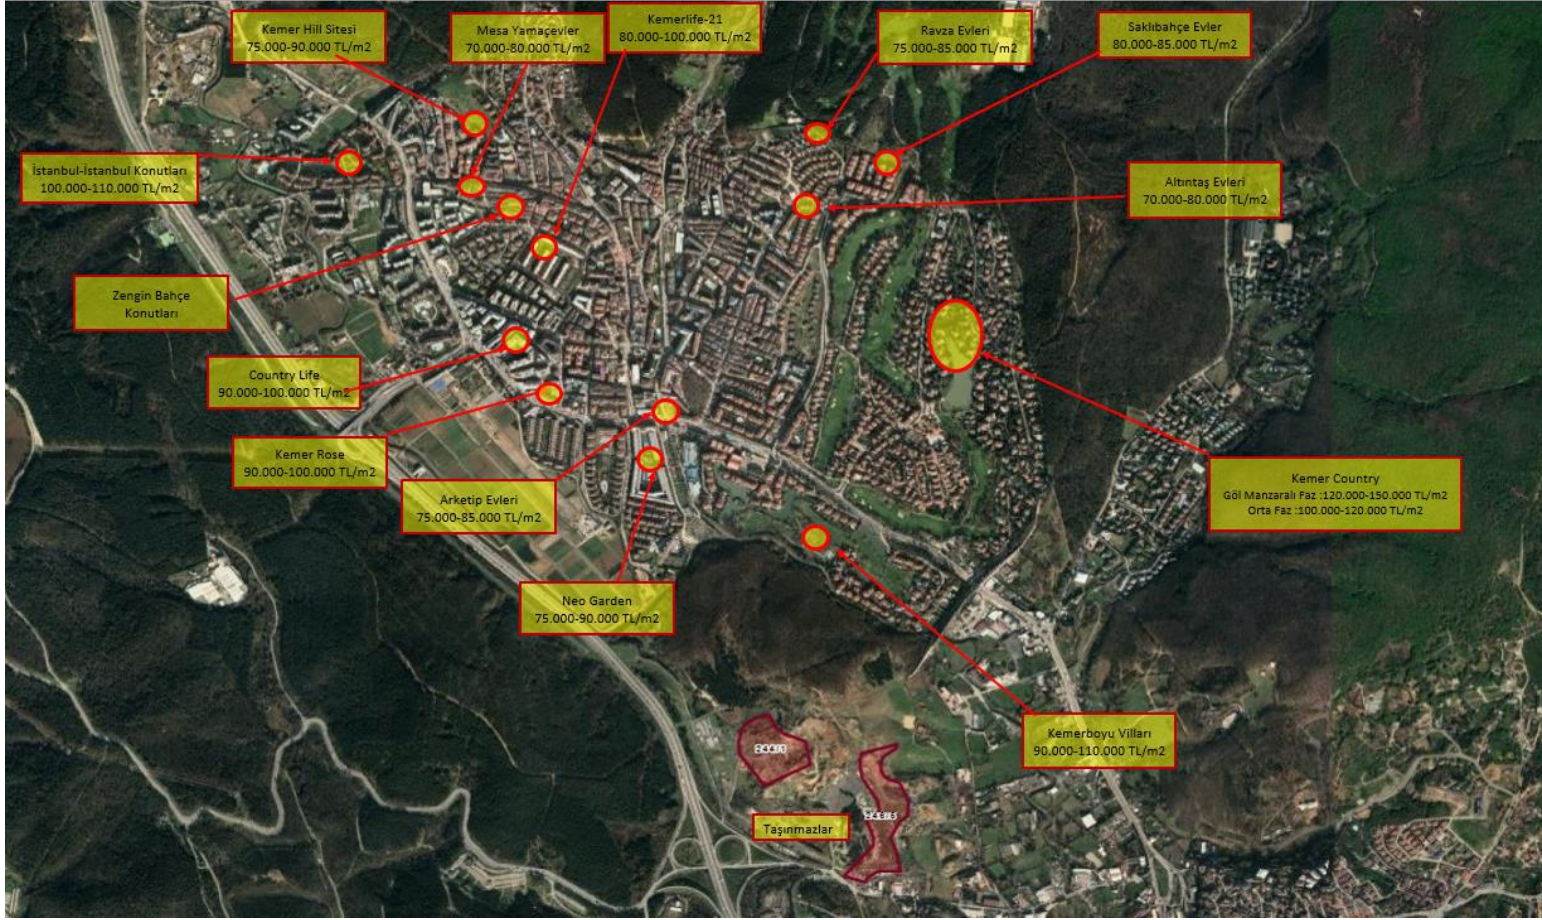 Kemer Hill Sitesi
75.000-90.000 TL/m2
Mesa Yamaçevler
70.000-80.000 TL/m2
Kemerlife-21
80.000-100.000 TL/m2
Ravza Evleri
75.000-85.000 TL/m2
Saklıbahçe Evler
80.000-85.000 TL/m2
İstanbul-İstanbul Konutları
100.000-110.000 TL/m2
Altıntaş Evleri
70.000-80.000 TL/m2
Zengin Bahçe
Konutları
Country Life
90.000-100.000 TL/m2
Kemer Rose
90.000-100.000 TL/m2
Arketip Evleri
75.000-85.000 TL/m2
Kemer Country
Göl Manzaralı Faz :120.000-150.000 TL/m2
Orta Faz :100.000-120.000 TL/m2
Neo Garden
75.000-90.000 TL/m2
Kemerboyu Vilları
90.000-110.000 TL/m2
Taşınmazlar